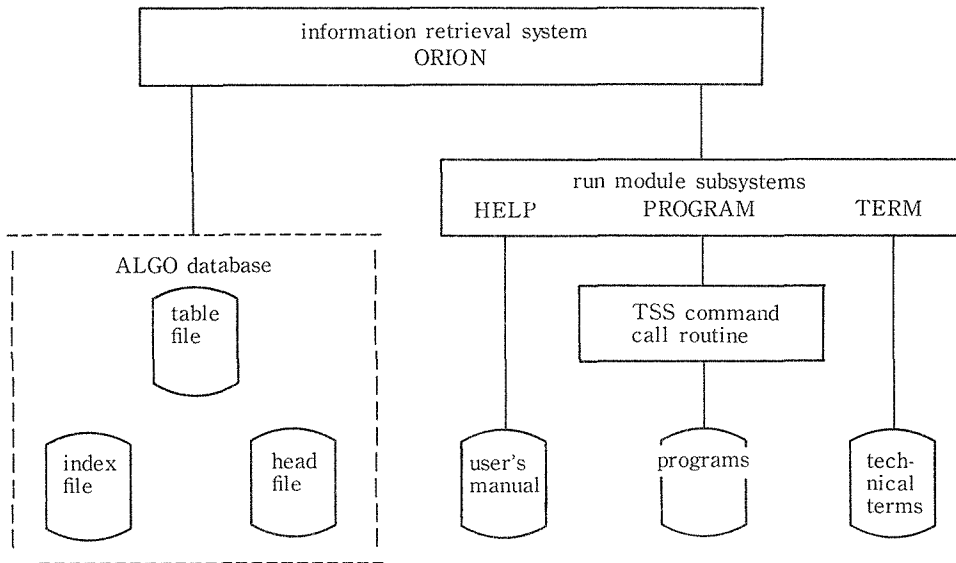 information retrieval system
ORION
run module subsystems
HELP PROGRAM TERM
ALGO database
table
file
TSS command
call routine
index
file
head
file
user's
manual
programs
tech-
nical
terms